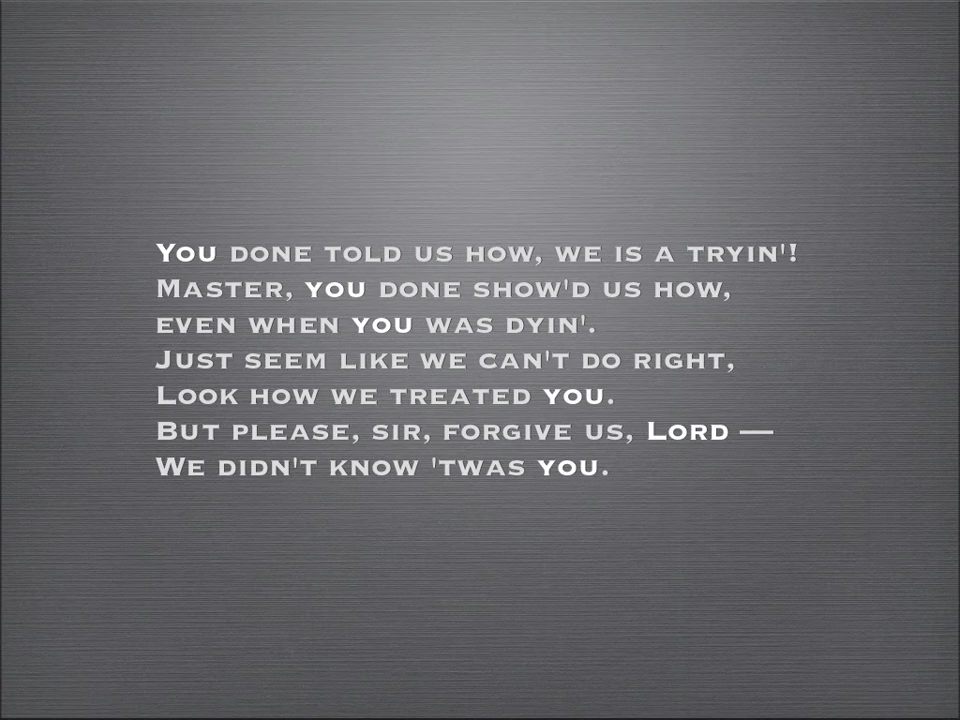 You done told us how, we is a tryin'!
Master, you done show'd us how,
even when you was dyin'.
Just seem like we can't do right,
Look how we treated you.
But please, sir, forgive us, Lord —
We didn't know 'twas you.